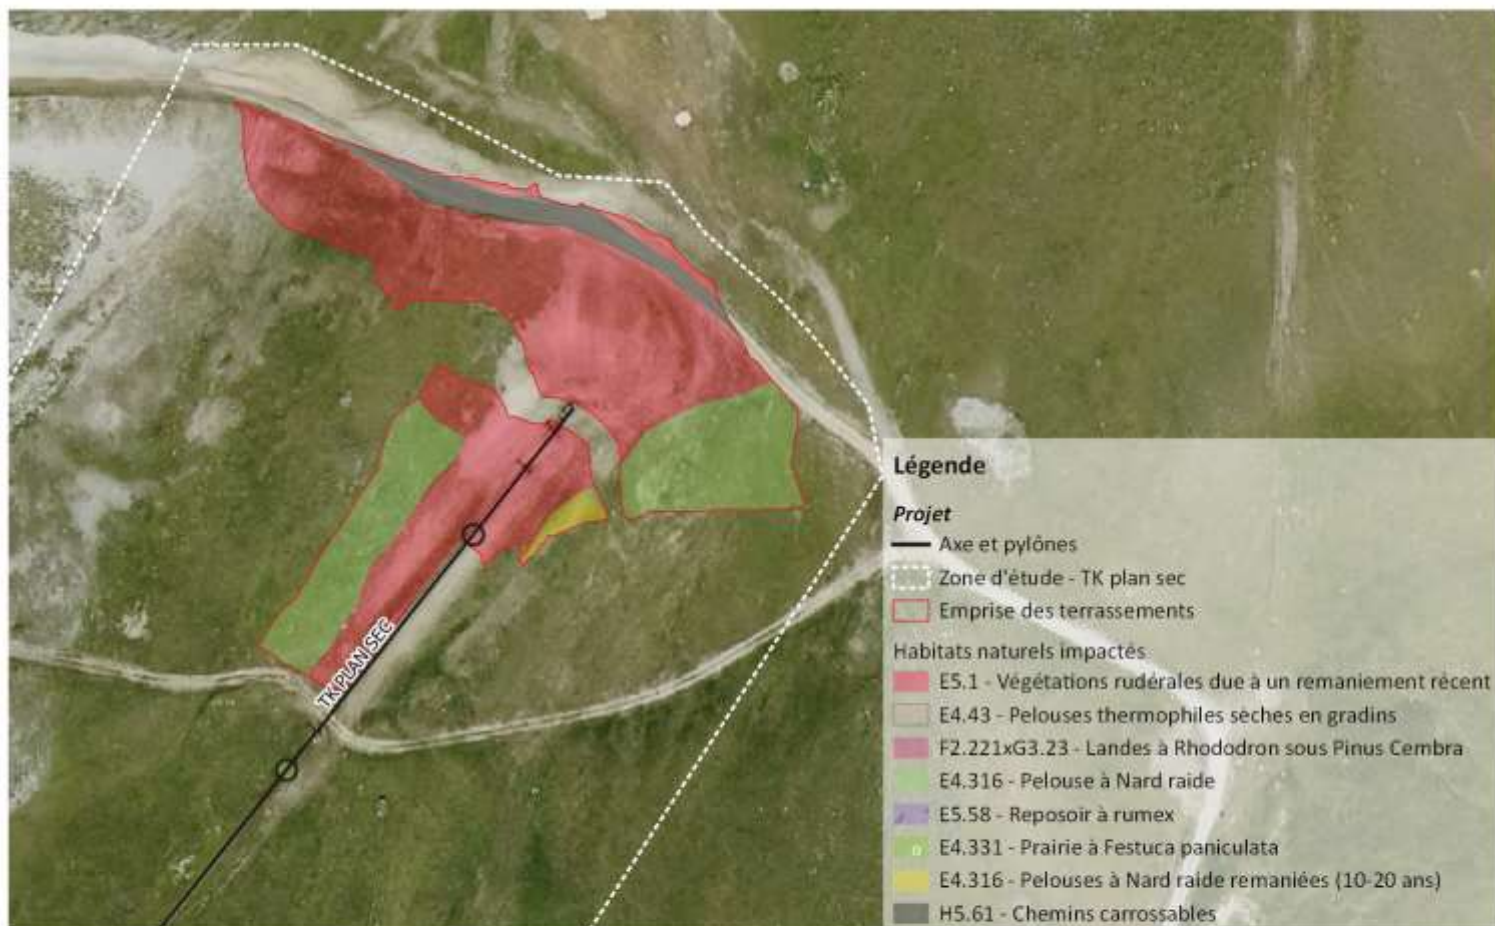 TK PLAN SEC
Légende
Projet
Axe et pylônes
Zone d'étude - TK plan sec
Emprise des terrassements
Habitats naturels impactés
E5.1 - Végétations rudérales due à un remaniement récent
E4.43 - Pelouses thermophiles sèches en gradins
F2.221xG3.23 - Landes à Rhododron sous Pinus Cembra
E4.316 - Pelouse à Nard raide
E5.58 - Reposoir à rumex
E4.331 - Prairie à Festuca paniculata
E4.316 - Pelouses à Nard raide remaniées (10-20 ans)
H5.61 - Chemins carrossables